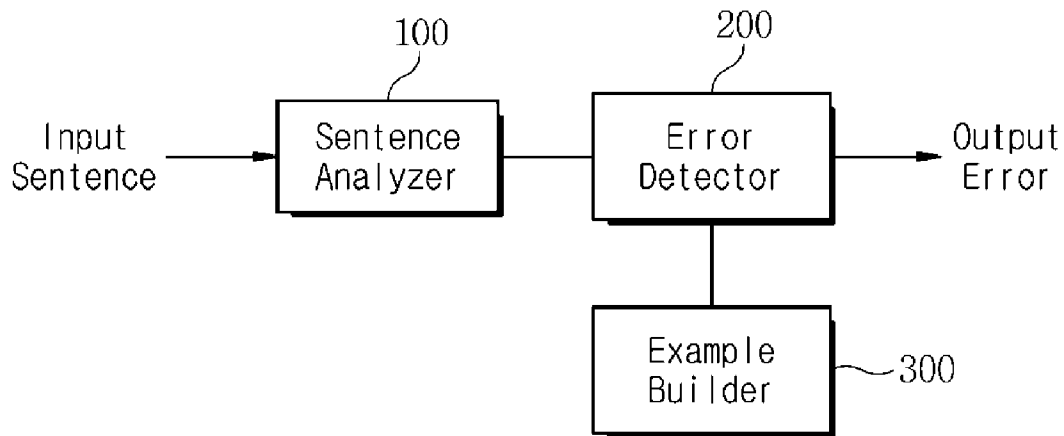 100
200
Input
Sentence
Sentence
Analyzer
Error
Detector
Output
Error
Example
Builder
300